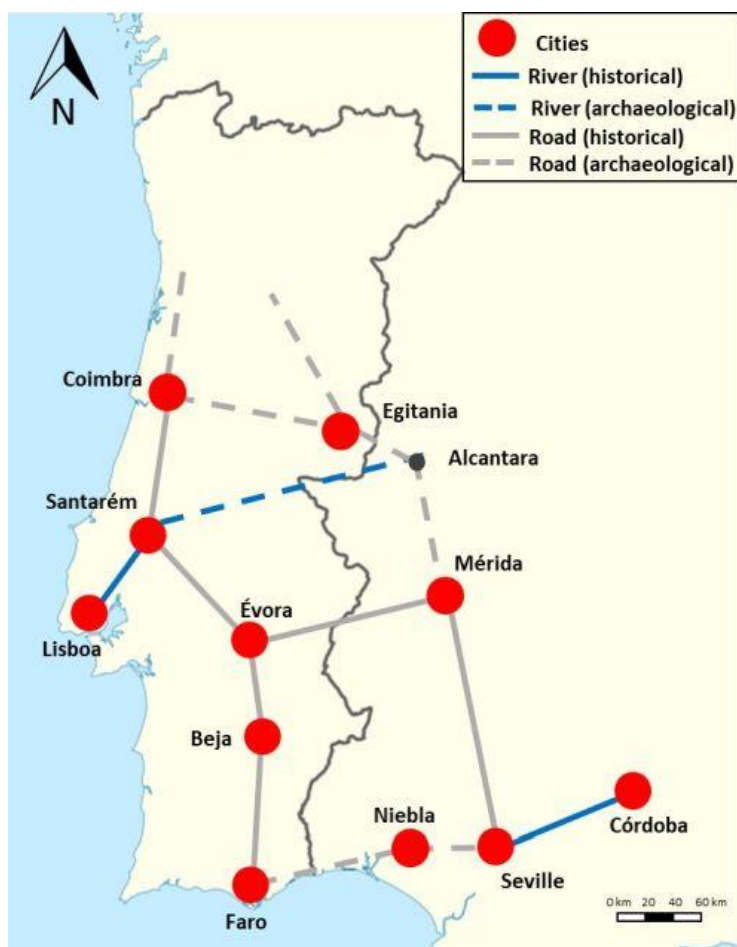 N
Cities
River (historical)
River (archaeological)
Road (historical)
Road (archaeological)
Coimbra
Egitania
Alcantara
Santarém
Mérida
Évora
Lisboa
Beja
Niebla
Córdoba
Seville
Faro
0 km 20 40 60 km